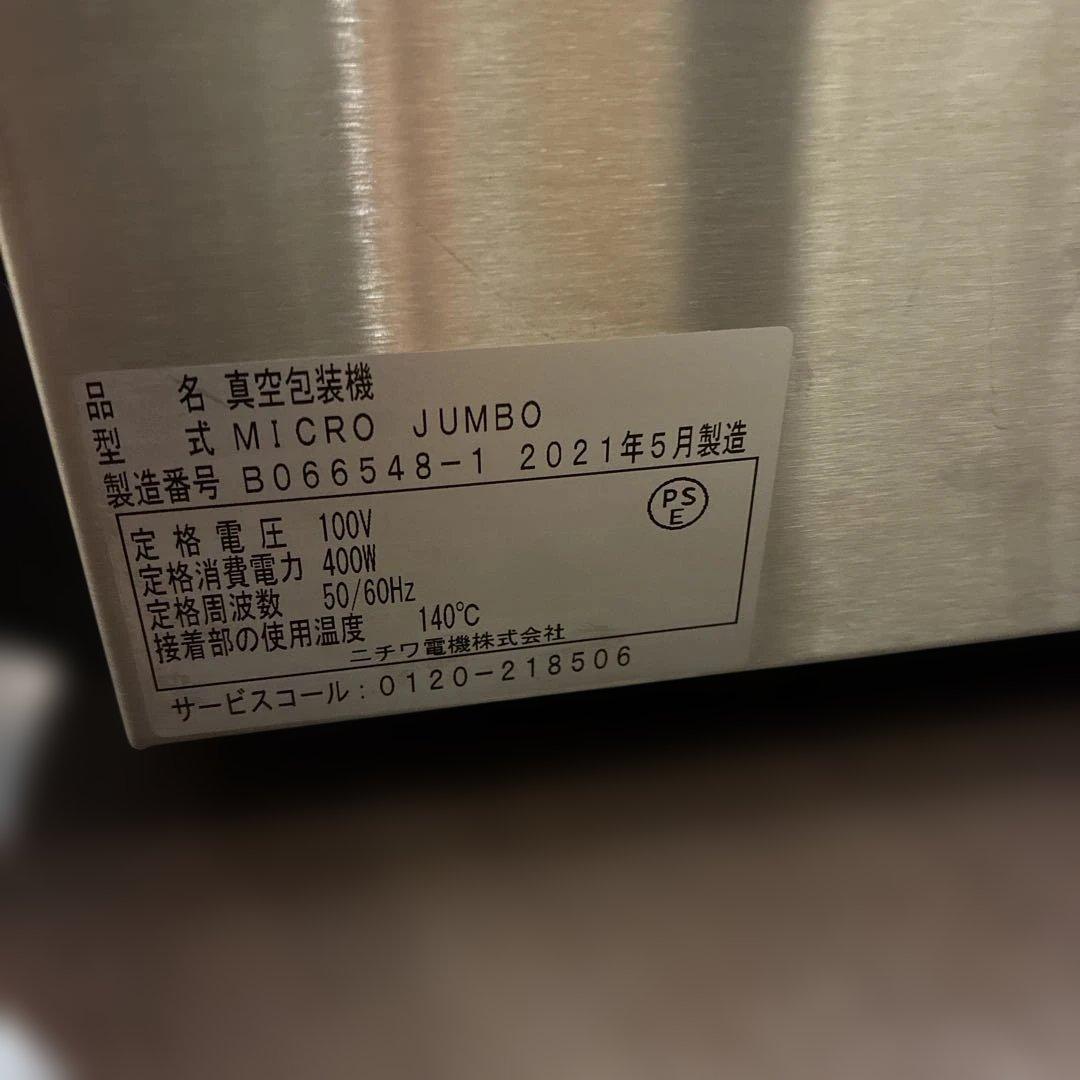 品 名 真空包装機
型 式 MICRO JUMBO
製造番号 B066548-1 2021年5月製造
PS
E
定格電圧 100V
定格消費電力 400W
定格周波数 50/60Hz
接着部の使用温度 140℃
ニチワ電機株式会社
サービスコール:0120-218506